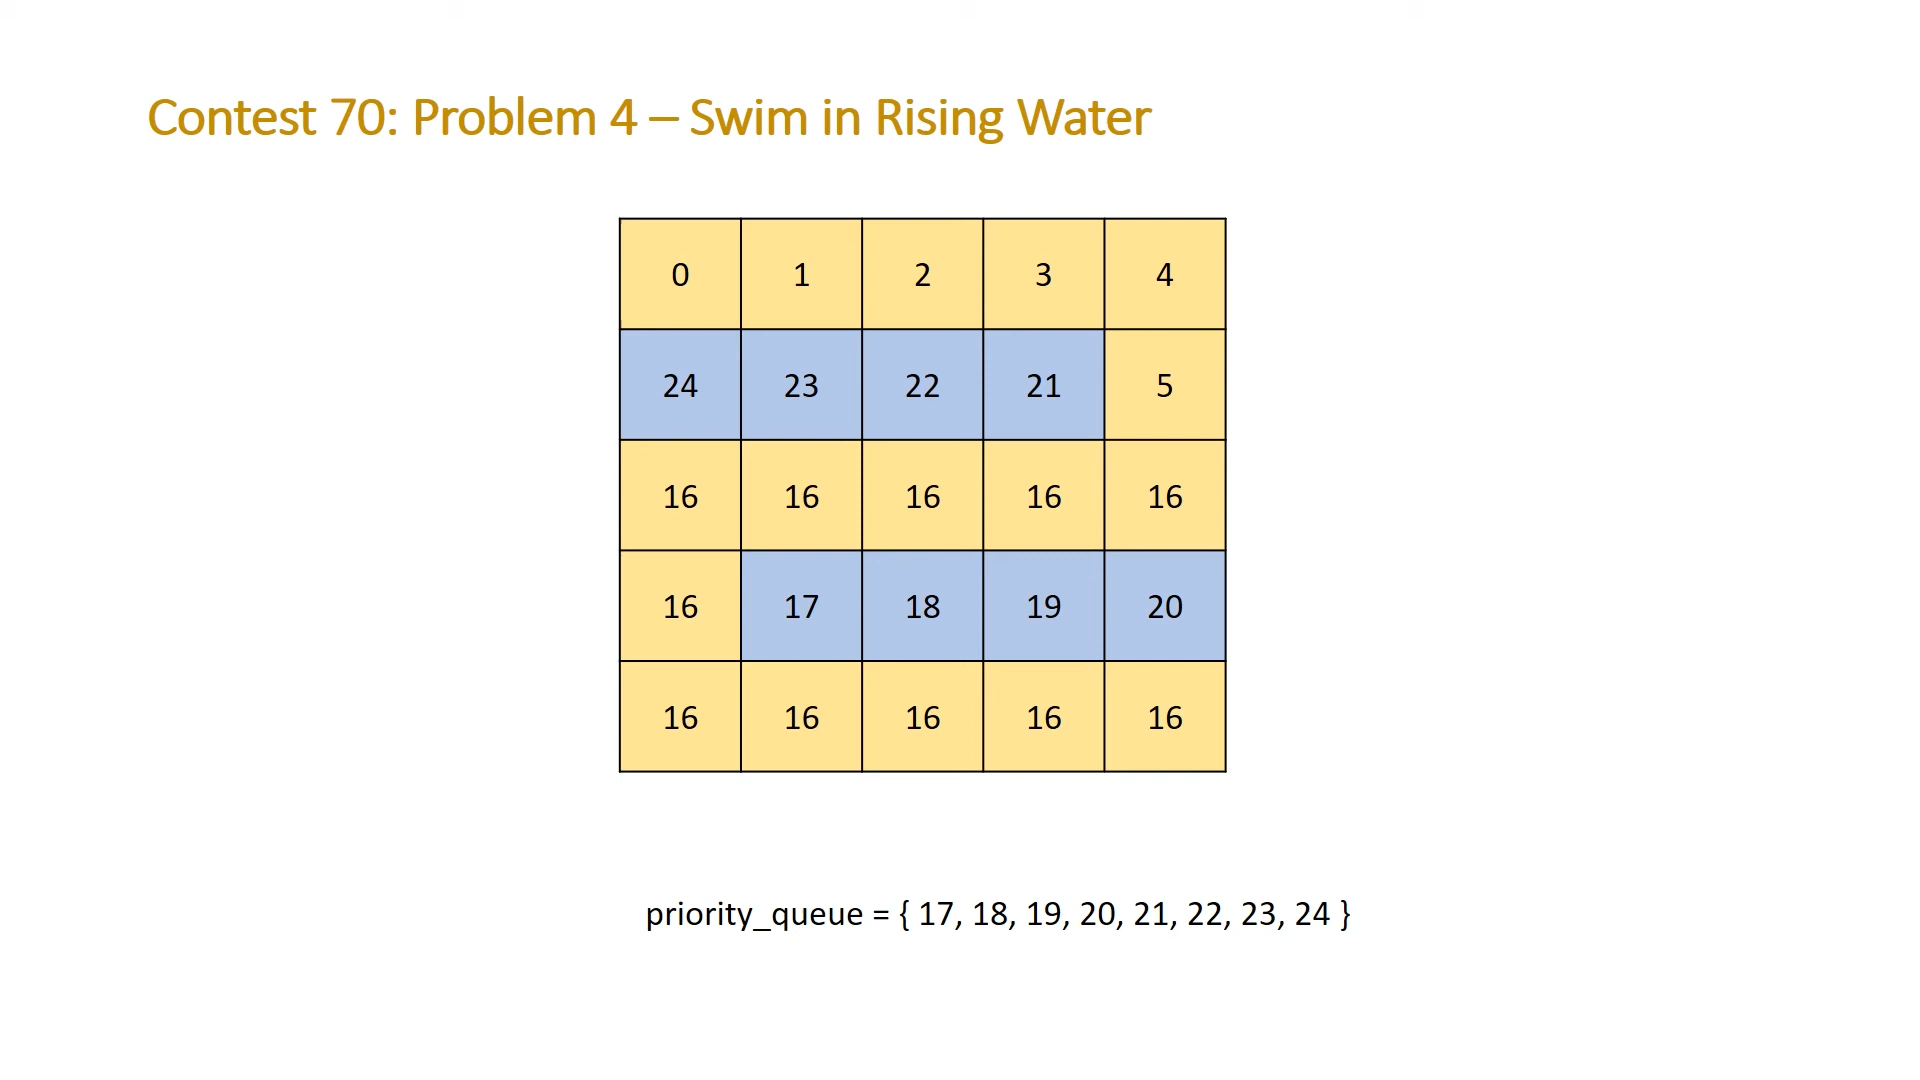 Contest 70: Problem 4 – Swim in Rising Water
0 1 2 3 4
24 23 22 21 5
16 16 16 16 16
16 17 18 19 20
16 16 16 16 16
priority_queue = { 17, 18, 19, 20, 21, 22, 23, 24 }